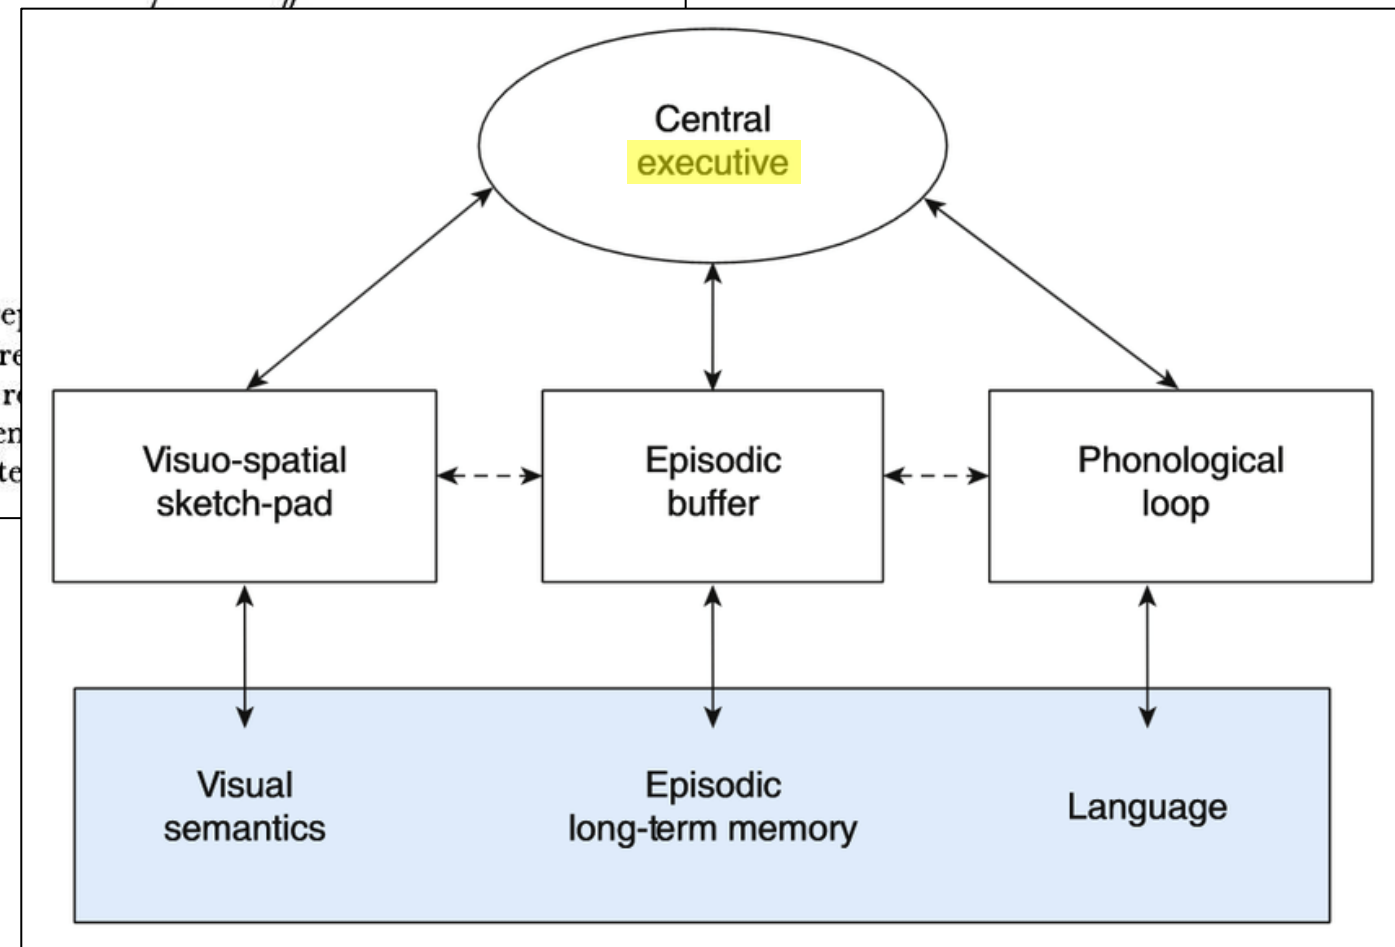 Central
executive
Visuo-spatial
sketch-pad
Episodic
buffer
Phonological
loop
Visual
semantics
Episodic
long-term memory
Language